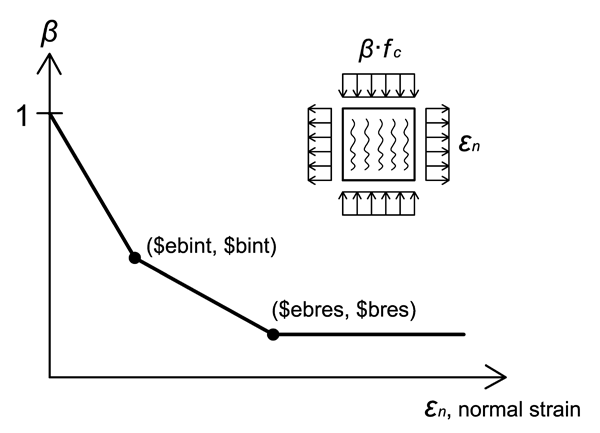 β
β·fc
1
εn
($ebint, $bint)
($ebres, $bres)
εn, normal strain